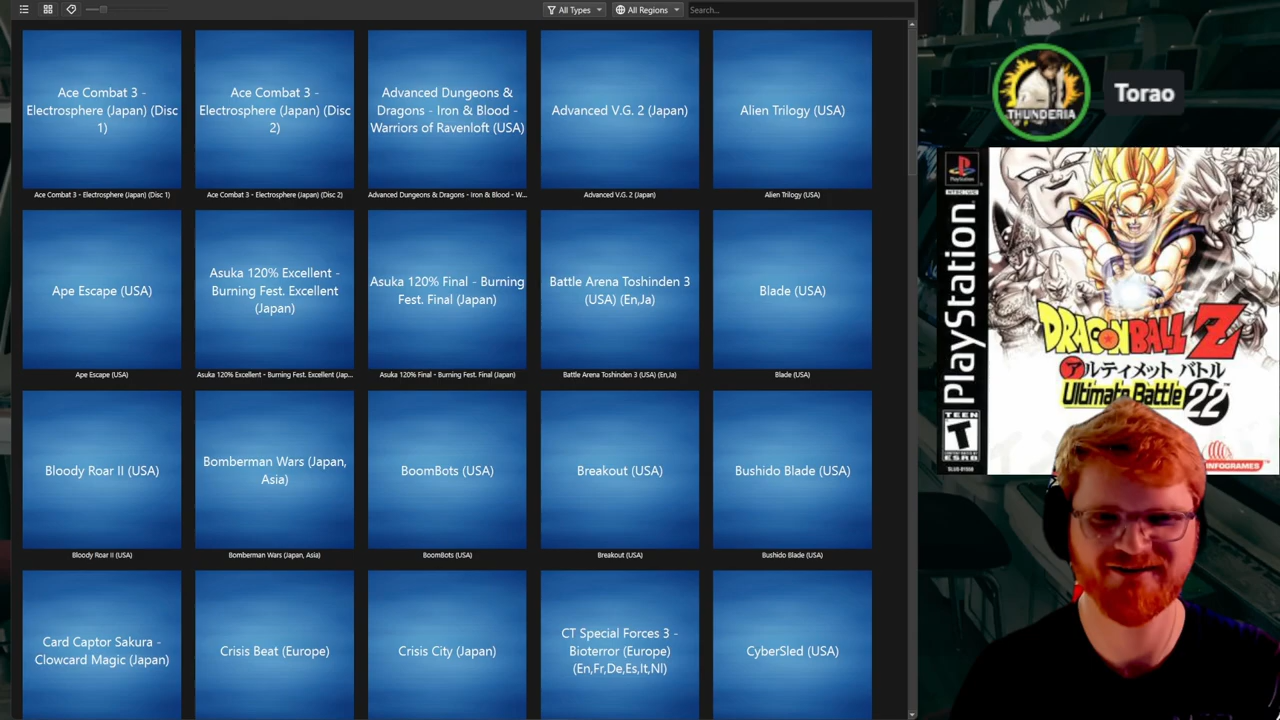 All Types
All Regions
Search...
Ace Combat 3 -
Electrosphere (Japan) (Disc
1)
Ace Combat 3 -
Electrosphere (Japan) (Disc
2)
Advanced Dungeons &
Dragons - Iron & Blood -
Warriors of Ravenloft (USA)
Advanced V.G. 2 (Japan)
Alien Trilogy (USA)
Ace Combat 3 - Electrosphere (Japan) (Disc 1)
Ace Combat 3 - Electrosphere (Japan) (Disc 2)
Advanced Dungeons & Dragons - Iron & Blood - W...
Advanced V.G. 2 (Japan)
Alien Trilogy (USA)
Ape Escape (USA)
Asuka 120% Excellent -
Burning Fest. Excellent
(Japan)
Asuka 120% Final - Burning
Fest. Final (Japan)
Battle Arena Toshinden 3
(USA) (En,Ja)
Blade (USA)
Ape Escape (USA)
Asuka 120% Excellent - Burning Fest. Excellent (Jap...
Asuka 120% Final - Burning Fest. Final (Japan)
Battle Arena Toshinden 3 (USA) (En,Ja)
Blade (USA)
Bloody Roar II (USA)
Bomberman Wars (Japan,
Asia)
BoomBots (USA)
Breakout (USA)
Bushido Blade (USA)
Bloody Roar II (USA)
Bomberman Wars (Japan, Asia)
BoomBots (USA)
Breakout (USA)
Bushido Blade (USA)
Card Captor Sakura -
Clowcard Magic (Japan)
Crisis Beat (Europe)
Crisis City (Japan)
CT Special Forces 3 -
Bioterror (Europe)
(En,Fr,De,Es,It,Nl)
CyberSled (USA)
THUNDERIA
Torao
PlayStation
PlayStation
DRAGON BALL Z
アルティメット バトル
Ultimate Battle
22
TEEN
T
ESRB
INFOGRAMES